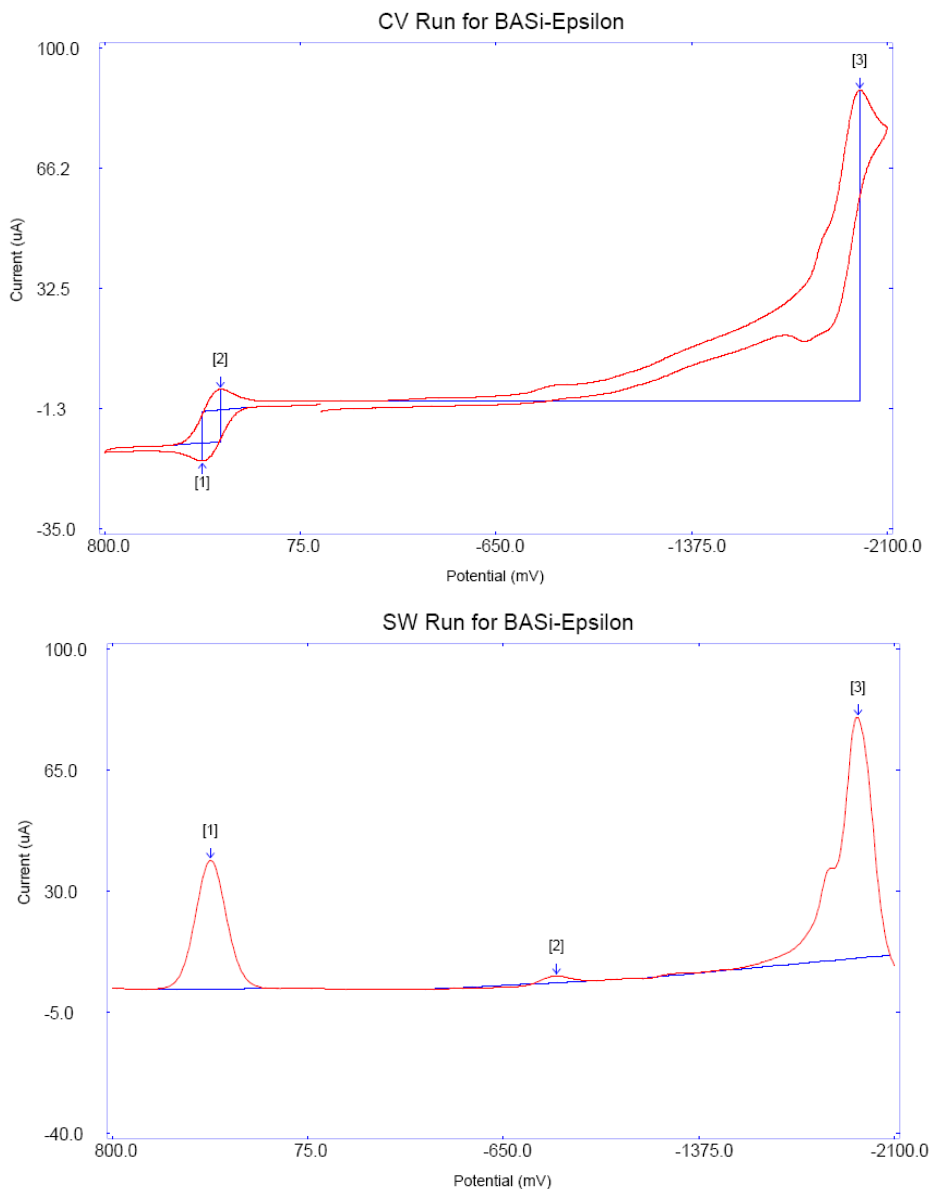 CV Run for BASi-Epsilon
100.0
[3]
66.2
Current (uA)
32.5
[2]
-1.3
[1]
-35.0
800.0 75.0 -650.0 -1375.0 -2100.0
Potential (mV)
SW Run for BASi-Epsilon
100.0
[3]
65.0
[1]
Current (uA)
30.0
[2]
-5.0
-40.0
800.0 75.0 -650.0 -1375.0 -2100.0
Potential (mV)